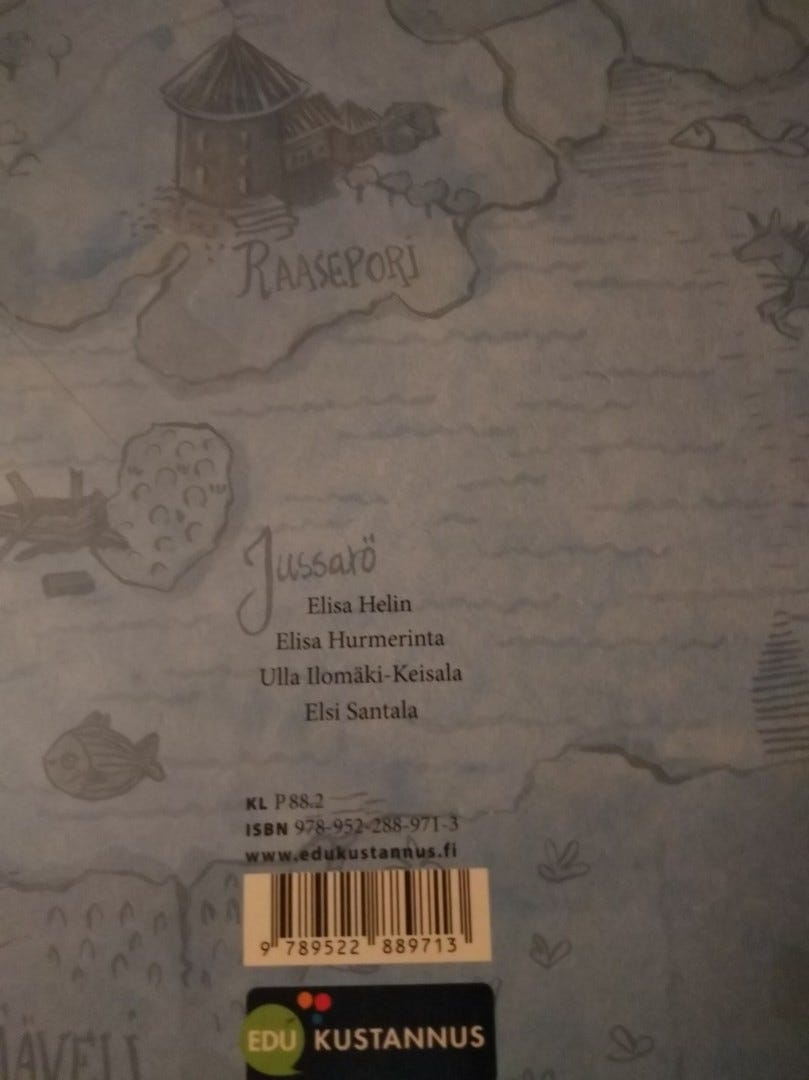 RAASEPORI
Jussarö
Elisa Helin
Elisa Hurmerinta
Ulla Ilomäki-Keisala
Elsi Santala
KL P 88.2
ISBN 978-952-288-971-3
www.edukustannus.fi
9 789522 889713
EDU KUSTANNUS